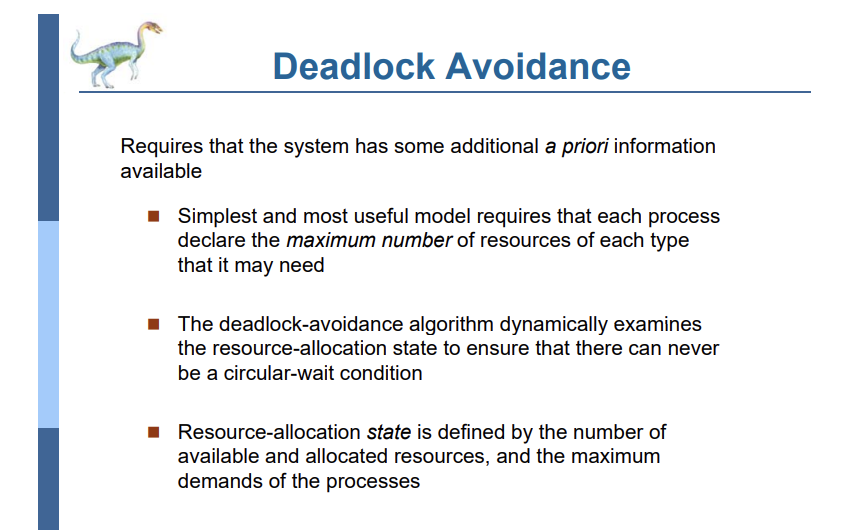 Deadlock Avoidance
Requires that the system has some additional a priori information
available
Simplest and most useful model requires that each process
declare the maximum number of resources of each type
that it may need
The deadlock-avoidance algorithm dynamically examines
the resource-allocation state to ensure that there can never
be a circular-wait condition
Resource-allocation state is defined by the number of
available and allocated resources, and the maximum
demands of the processes